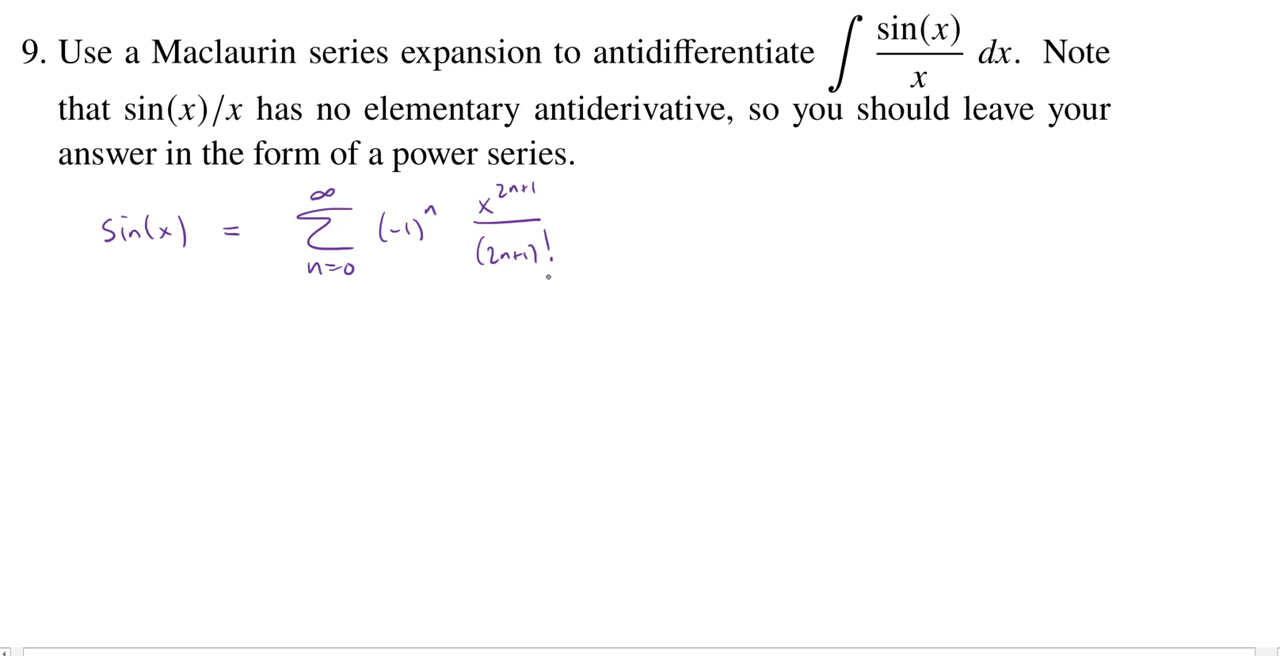 9. Use a Maclaurin series expansion to antidifferentiate ∫ sin(x)/x dx. Note
that sin(x)/x has no elementary antiderivative, so you should leave your
answer in the form of a power series.
sin(x) = ∑_{n=0}^{∞} (-1)^n x^{2n+1}/(2n+1)!